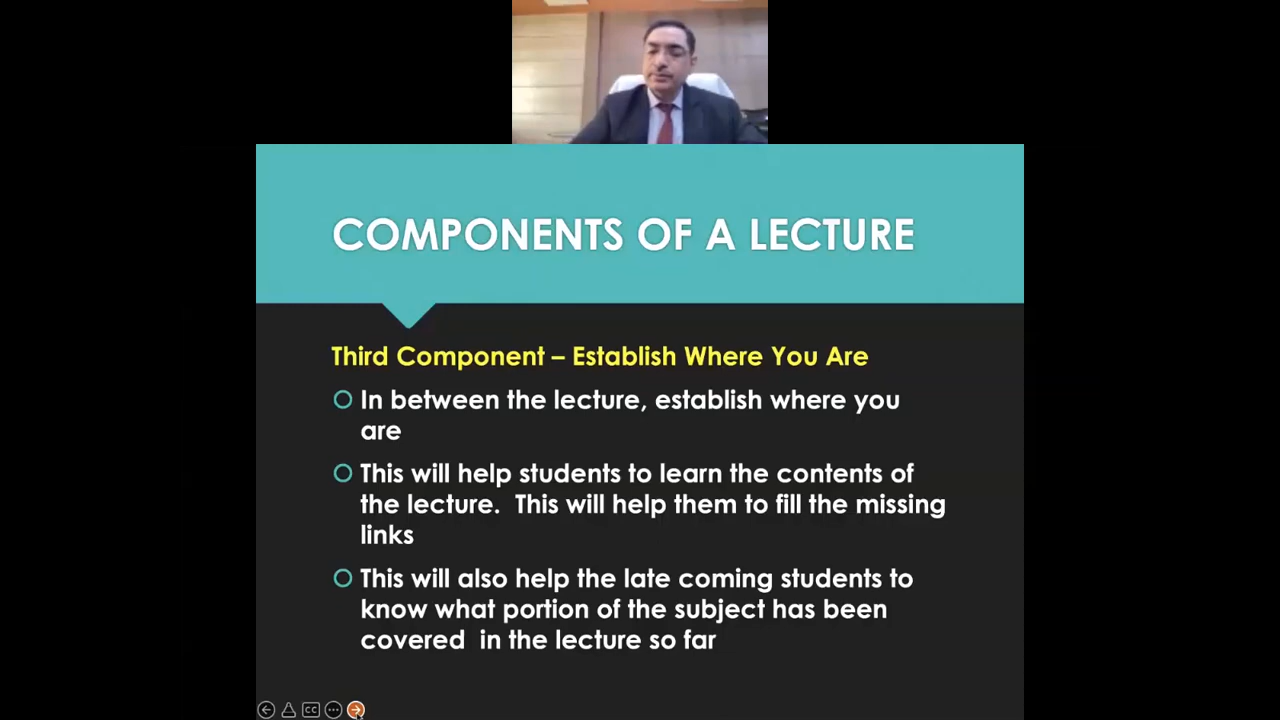 COMPONENTS OF A LECTURE
Third Component – Establish Where You Are
In between the lecture, establish where you
are
This will help students to learn the contents of
the lecture.  This will help them to fill the missing
links
This will also help the late coming students to
know what portion of the subject has been
covered  in the lecture so far
CC